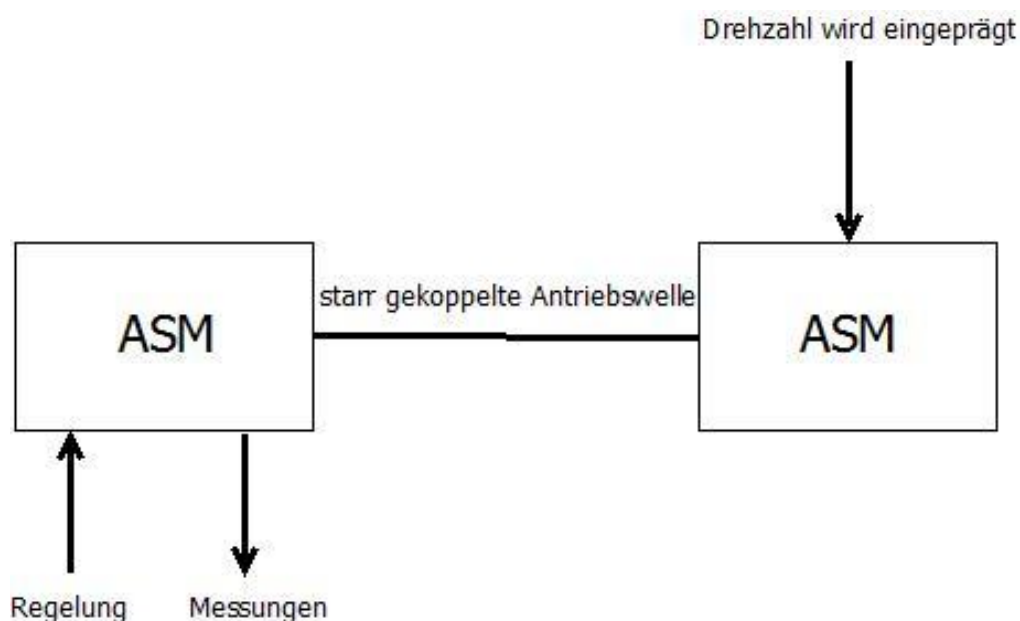 Drehzahl wird eingeprägt
starr gekoppelte Antriebswelle
ASM
ASM
Regelung
Messungen